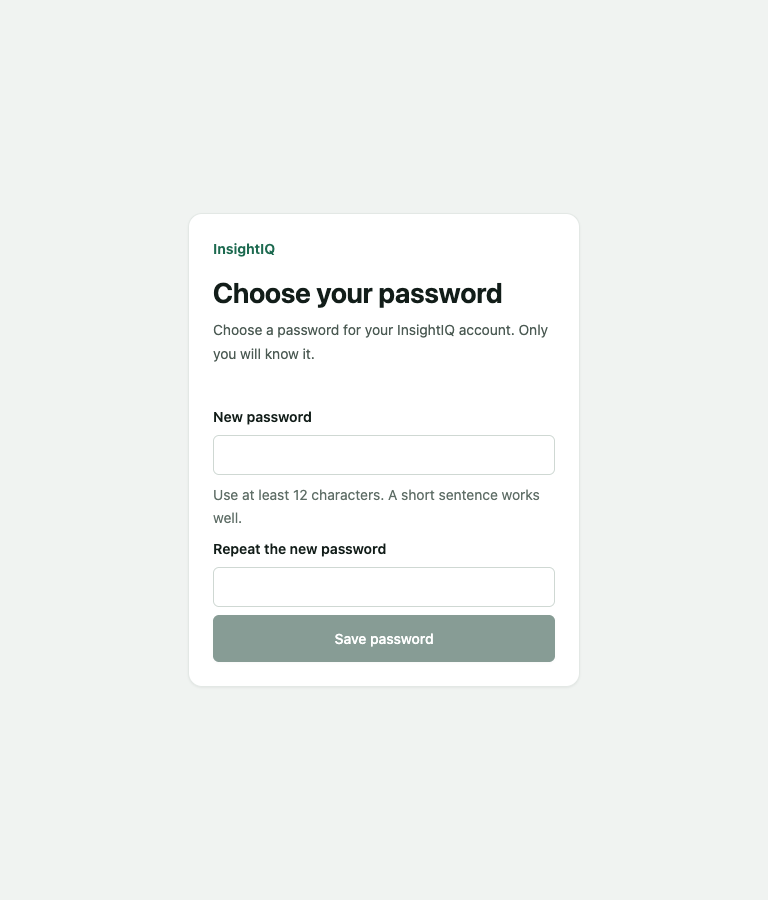 InsightIQ
Choose your password
Choose a password for your InsightIQ account. Only
you will know it.
New password
Use at least 12 characters. A short sentence works
well.
Repeat the new password
Save password